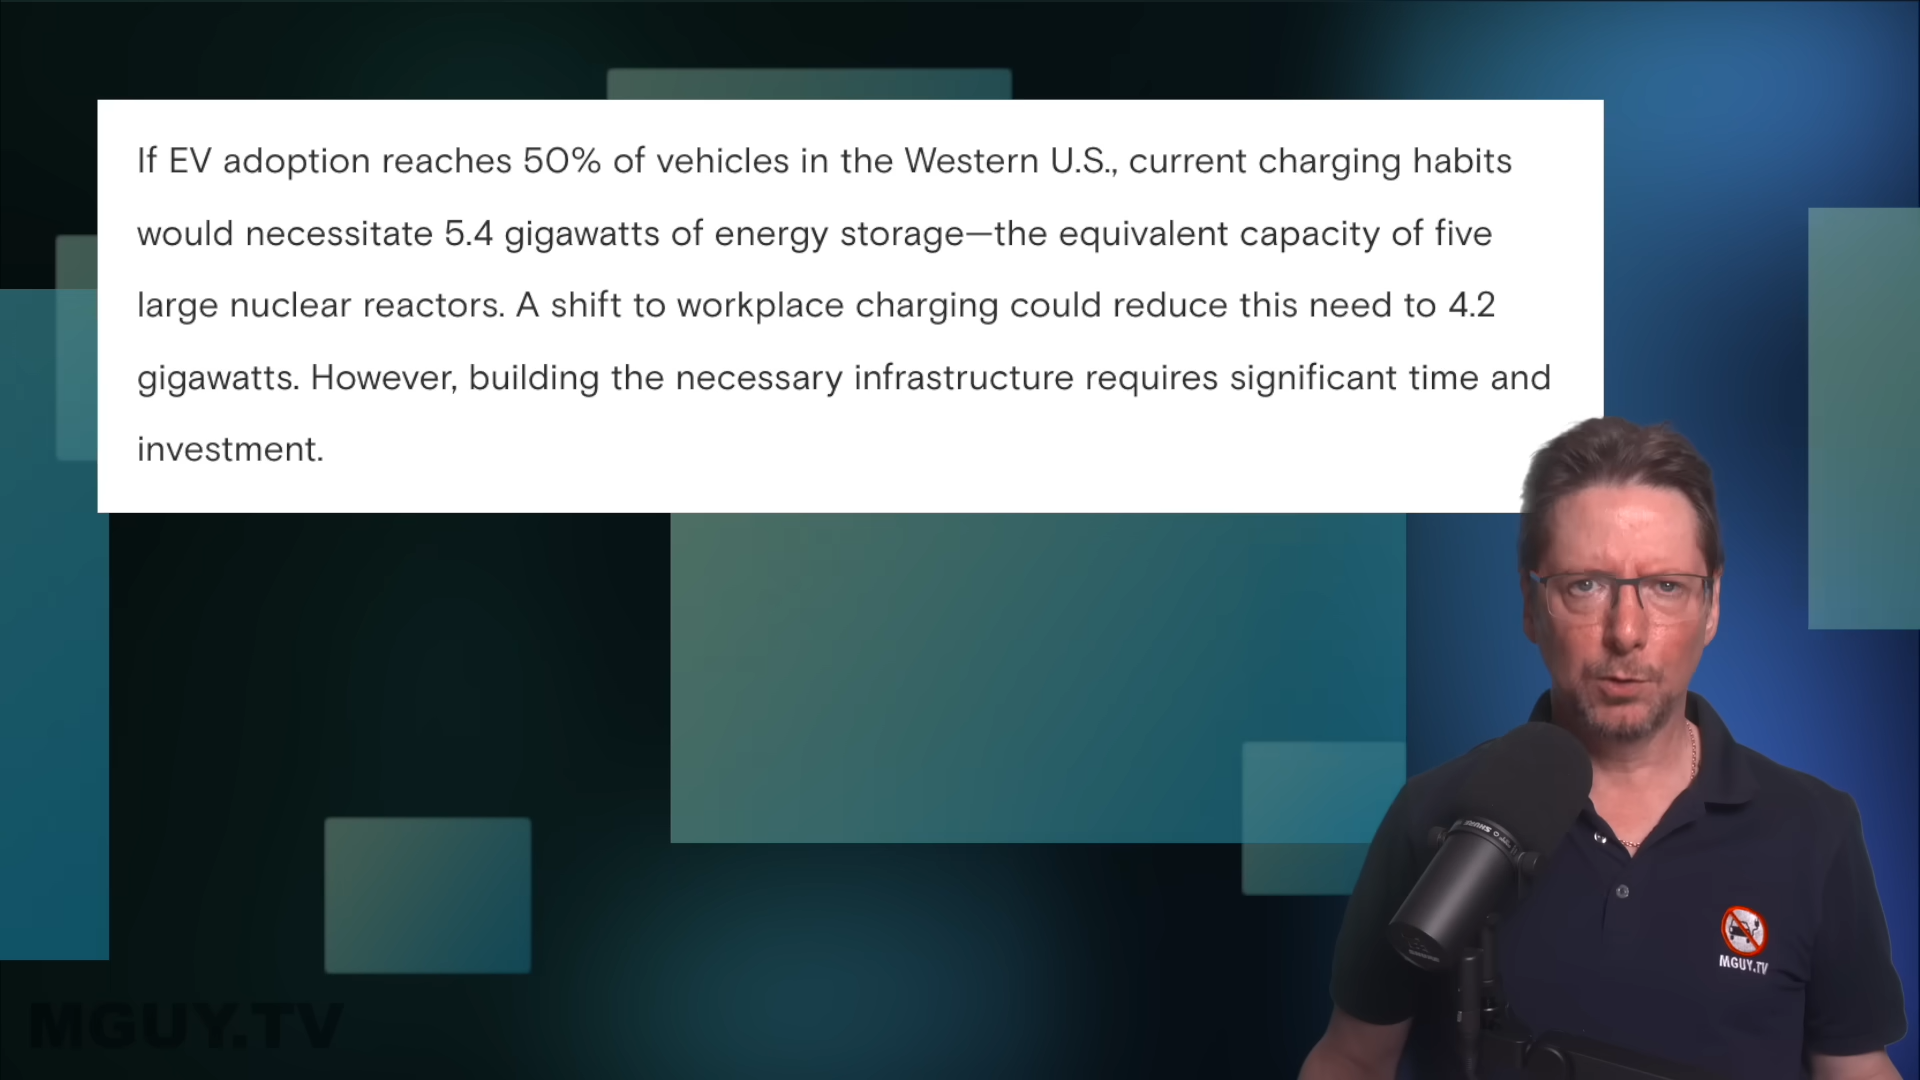 If EV adoption reaches 50% of vehicles in the Western U.S., current charging habits
would necessitate 5.4 gigawatts of energy storage—the equivalent capacity of five
large nuclear reactors. A shift to workplace charging could reduce this need to 4.2
gigawatts. However, building the necessary infrastructure requires significant time and
investment.
SHURE
MGUY.TV
MGUY.TV